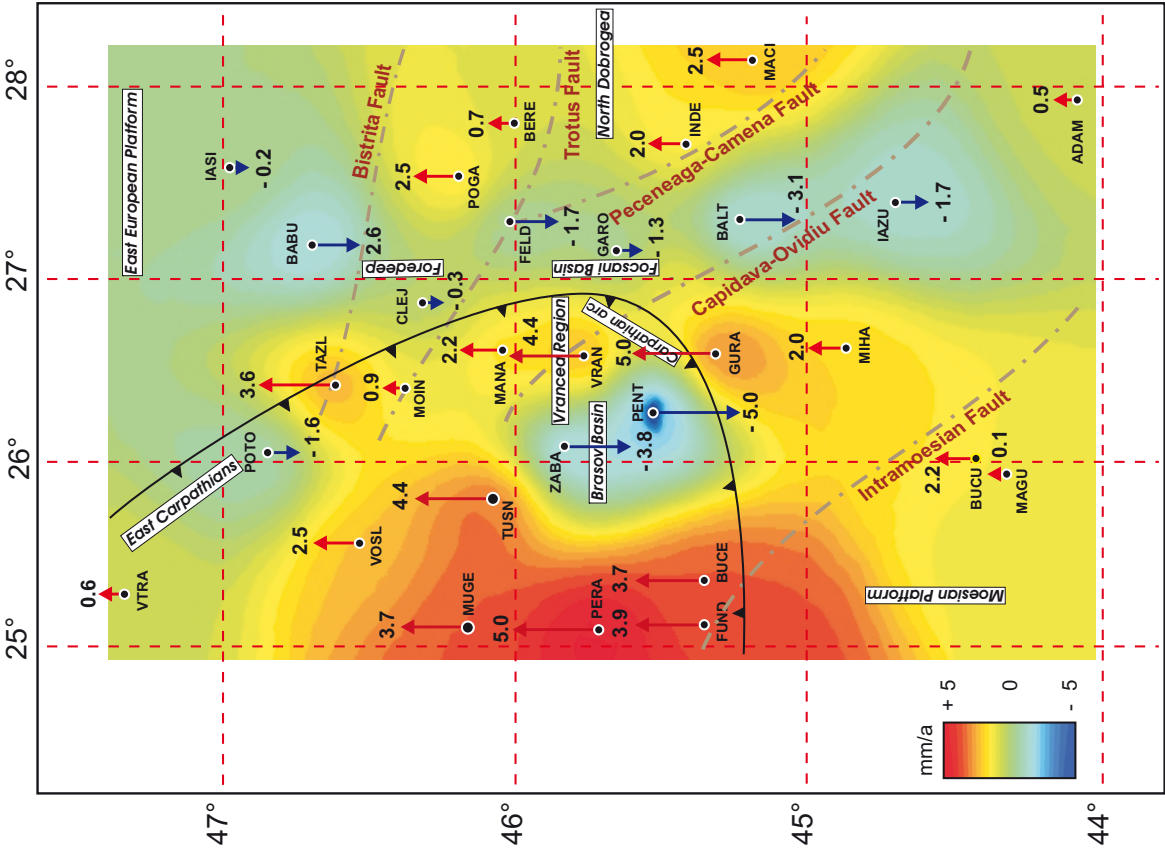 25°
26°
27°
28°
47°
46°
45°
44°
East European Platform
East Carpathians
Foredeep
Bistrita Fault
Trotus Fault
North Dobrogea
Peceneaga-Camena Fault
Capidava-Ovidiu Fault
Intramoesian Fault
Focsani Basin
Vrancea Region
Carpathian arc
Brasov Basin
Moesian Platform
0.6
VTRA
IASI
- 0.2
BABU
2.6
POTO
- 1.6
3.6
TAZL
CLEJ
- 0.3
0.9
MOIN
2.5
VOSL
2.5
POGA
0.7
BERE
4.4
TUSN
3.7
MUGE
2.2
MANA
4.4
VRAN
FELD
- 1.7
GARO
- 1.3
2.0
INDE
2.5
MACI
ZABA
- 3.8
PENT
- 5.0
5.0
GURA
5.0
PERA
3.9
FUND
3.7
BUCE
BALT
- 3.1
IAZU
- 1.7
2.0
MIHA
2.2
BUCU
0.1
MAGU
0.5
ADAM
mm/a
+ 5
0
- 5